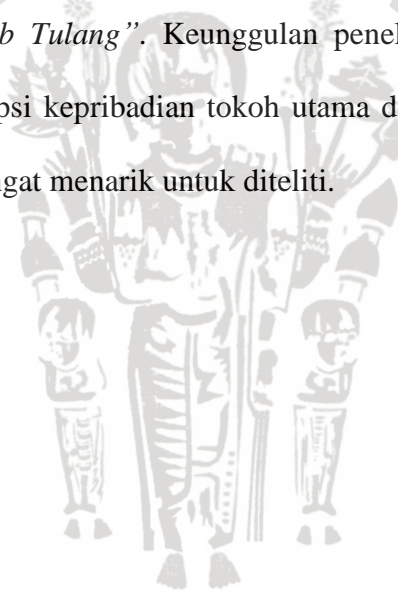 b Tulang”. Keunggulan penel
psi kepribadian tokoh utama d
ngat menarik untuk diteliti.